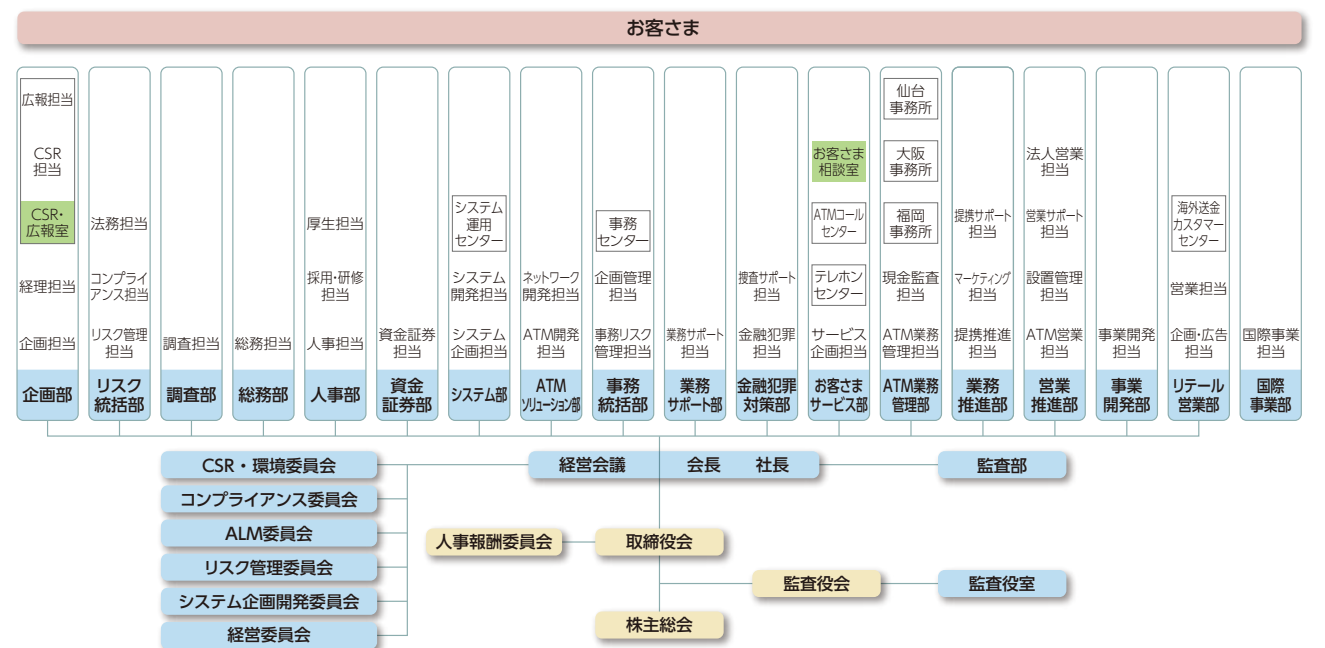 お客さま
広報担当
CSR
担当
CSR・
広報室
経理担当
企画担当
企画部
法務担当
コンプライ
アンス担当
リスク管理
担当
リスク
統括部
調査担当
調査部
総務担当
総務部
厚生担当
採用・研修
担当
人事担当
人事部
資金証券
担当
資金
証券部
システム
運用
センター
システム
開発担当
システム
企画担当
システム部
ネットワーク
開発担当
ATM開発
担当
ATM
ソリューション部
事務
センター
企画管理
担当
事務リスク
管理担当
事務
統括部
業務サポート
担当
業務
サポート部
捜査サポート
担当
金融犯罪
担当
金融犯罪
対策部
お客さま
相談室
ATMコール
センター
テレホン
センター
サービス
企画担当
お客さま
サービス部
仙台
事務所
大阪
事務所
福岡
事務所
現金監査
担当
ATM業務
管理担当
ATM業務
管理部
提携サポート
担当
マーケティング
担当
提携推進
担当
業務
推進部
法人営業
担当
営業サポート
担当
設置管理
担当
ATM営業
担当
営業
推進部
事業開発
担当
事業
開発部
海外送金
カスタマー
センター
営業担当
企画・広告
担当
リテール
営業部
国際事業
担当
国際
事業部
CSR・環境委員会
コンプライアンス委員会
ALM委員会
リスク管理委員会
システム企画開発委員会
経営委員会
経営会議 会長 社長
監査部
人事報酬委員会
取締役会
監査役会
監査役室
株主総会